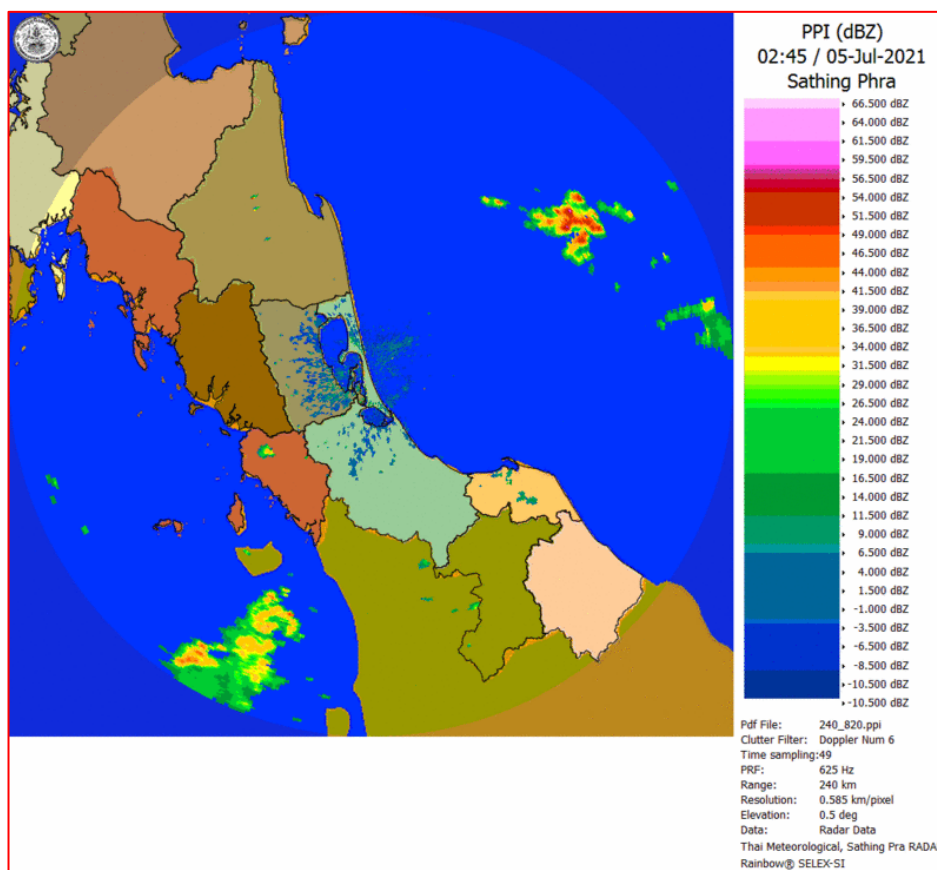 PPI (dBZ)
02:45 / 05-Jul-2021
Sathing Phra
66.500 dBZ
64.000 dBZ
61.500 dBZ
59.500 dBZ
56.500 dBZ
54.000 dBZ
51.500 dBZ
49.000 dBZ
46.500 dBZ
44.000 dBZ
41.500 dBZ
39.000 dBZ
36.500 dBZ
34.000 dBZ
31.500 dBZ
29.000 dBZ
26.500 dBZ
24.000 dBZ
21.500 dBZ
19.000 dBZ
16.500 dBZ
14.000 dBZ
11.500 dBZ
9.000 dBZ
6.500 dBZ
4.000 dBZ
1.500 dBZ
-1.000 dBZ
-3.500 dBZ
-6.500 dBZ
-8.500 dBZ
-10.500 dBZ
-10.500 dBZ
Pdf File: 240_820.ppi
Clutter Filter: Doppler Num 6
Time sampling:49
PRF: 625 Hz
Range: 240 km
Resolution: 0.585 km/pixel
Elevation: 0.5 deg
Data: Radar Data
Thai Meteorological, Sathing Pra RADA
Rainbow® SELEX-SI